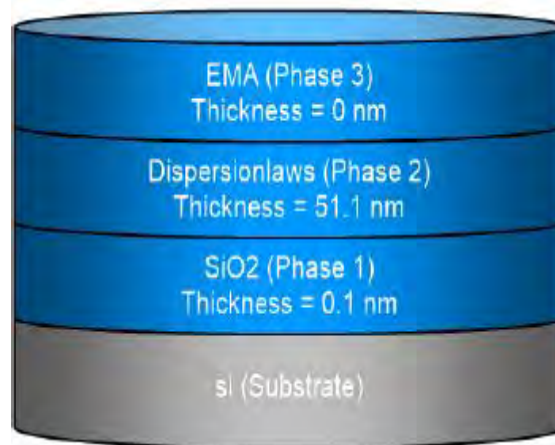 EMA (Phase 3)
Thickness = 0 nm
Dispersionlaws (Phase 2)
Thickness = 51.1 nm
SiO2 (Phase 1)
Thickness = 0.1 nm
si (Substrate)